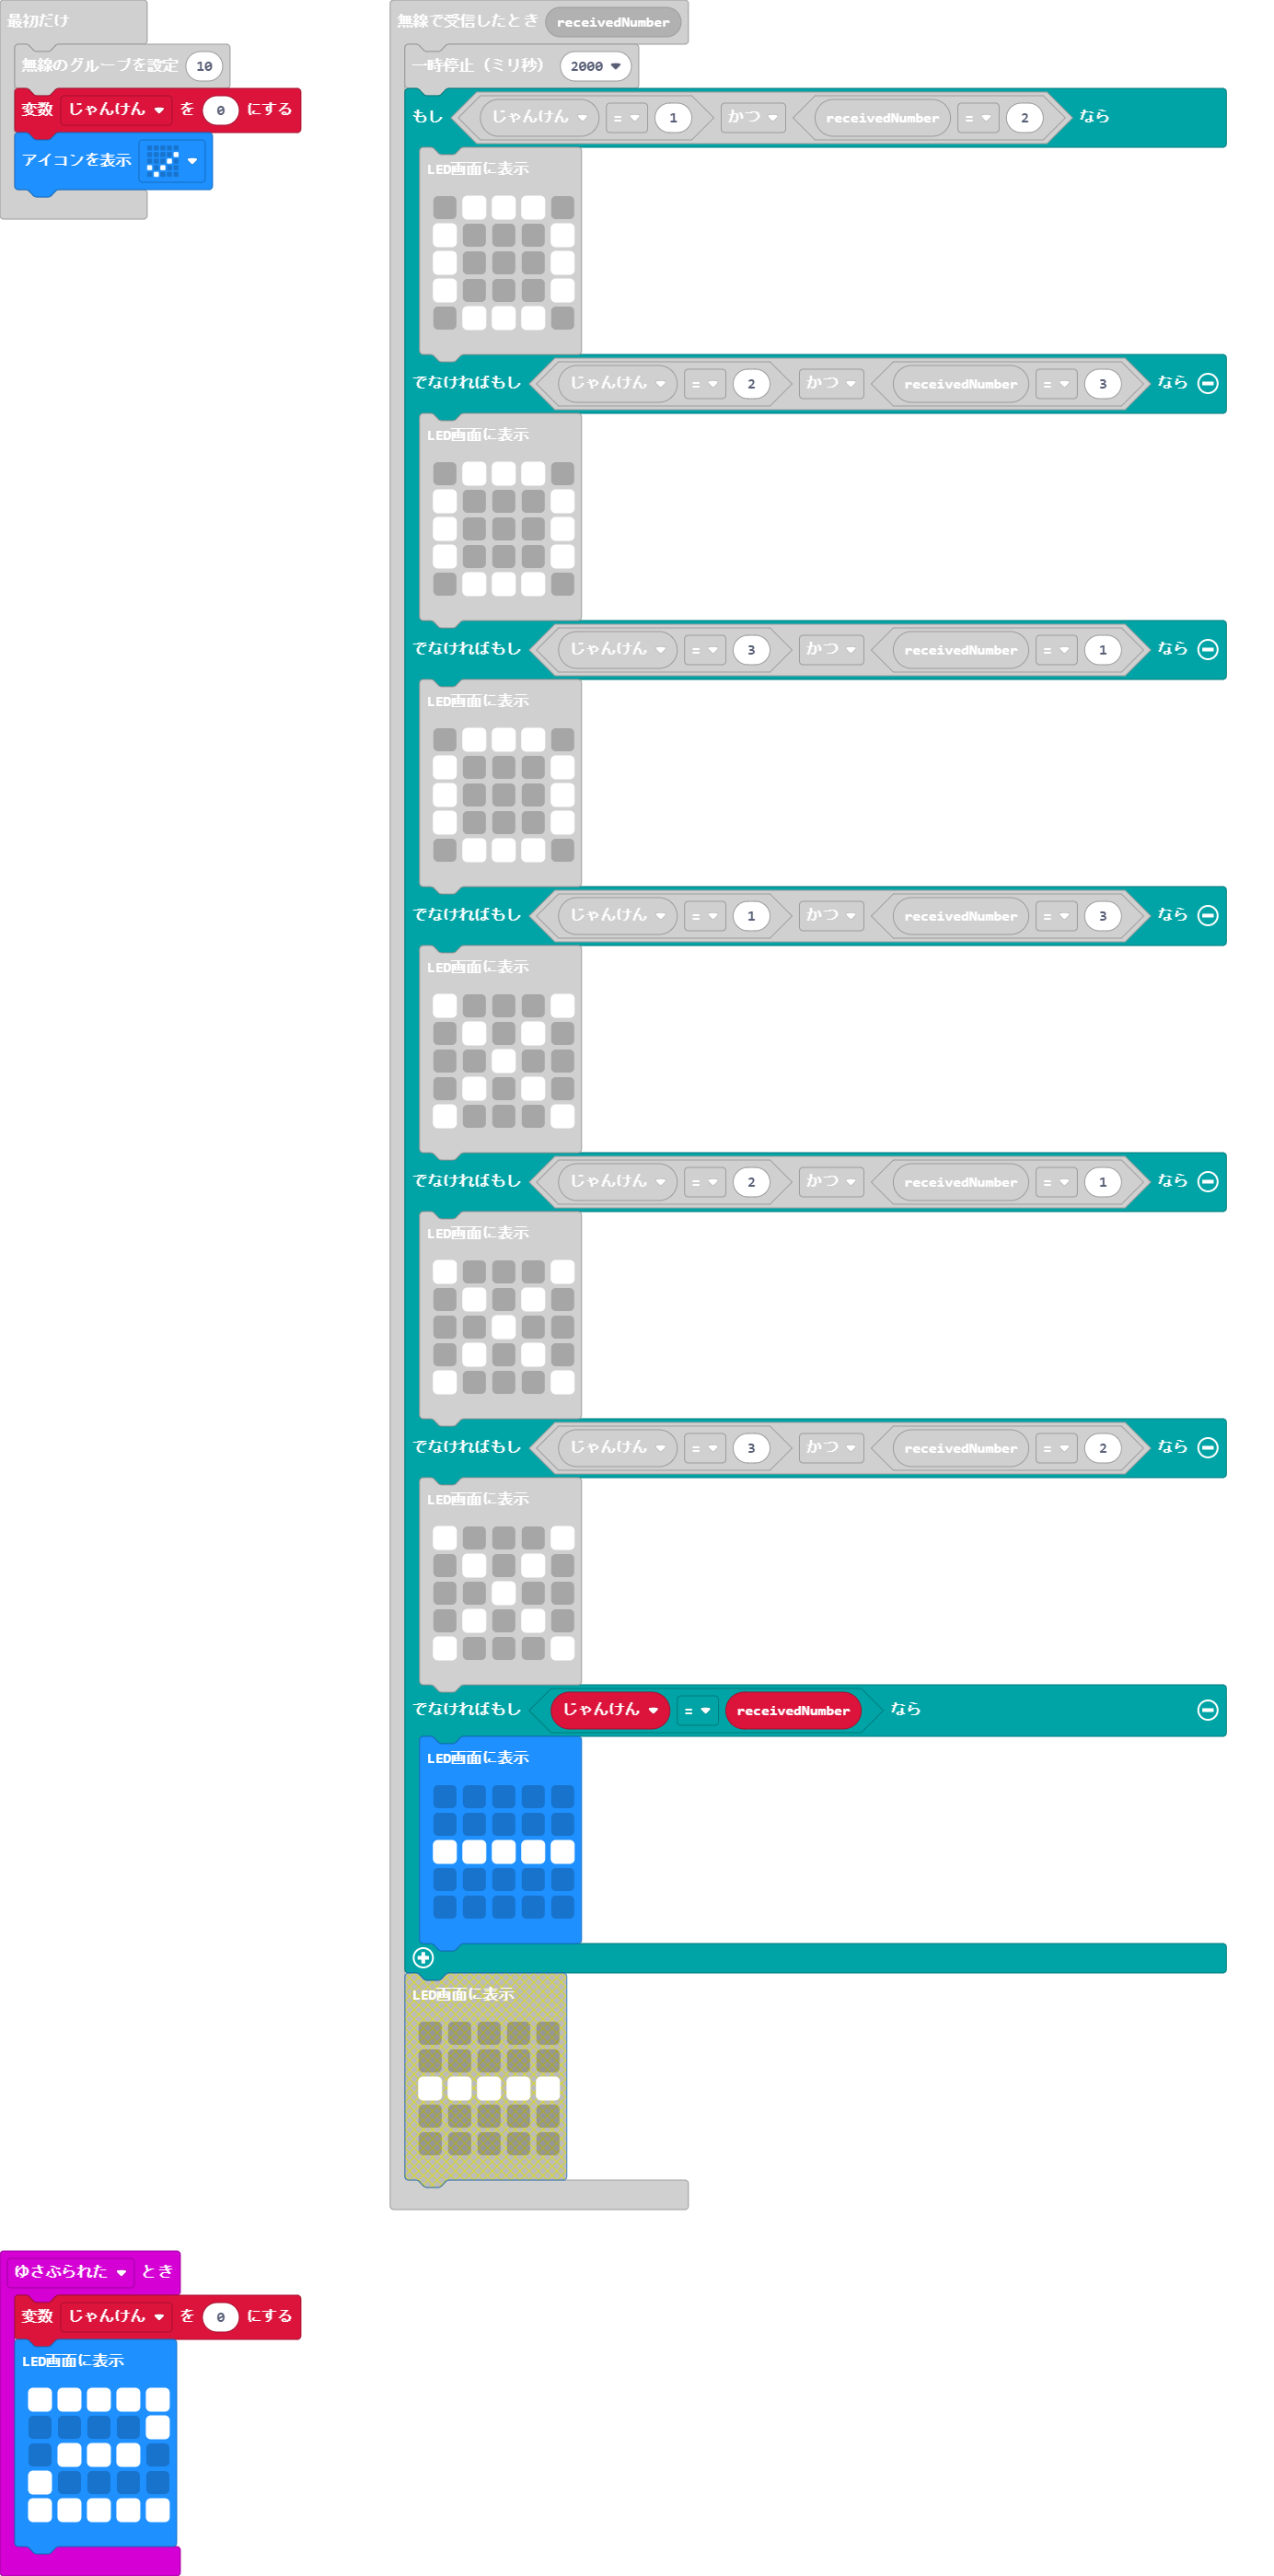 最初だけ
無線のグループを設定 10
変数 じゃんけん を 0 にする
アイコンを表示
無線で受信したとき receivedNumber
一時停止（ミリ秒） 2000
もし じゃんけん = 1 かつ receivedNumber = 2 なら
LED画面に表示
でなければもし じゃんけん = 2 かつ receivedNumber = 3 なら
LED画面に表示
でなければもし じゃんけん = 3 かつ receivedNumber = 1 なら
LED画面に表示
でなければもし じゃんけん = 1 かつ receivedNumber = 3 なら
LED画面に表示
でなければもし じゃんけん = 2 かつ receivedNumber = 1 なら
LED画面に表示
でなければもし じゃんけん = 3 かつ receivedNumber = 2 なら
LED画面に表示
でなければもし じゃんけん = receivedNumber なら
LED画面に表示
LED画面に表示
ゆさぶられた とき
変数 じゃんけん を 0 にする
LED画面に表示